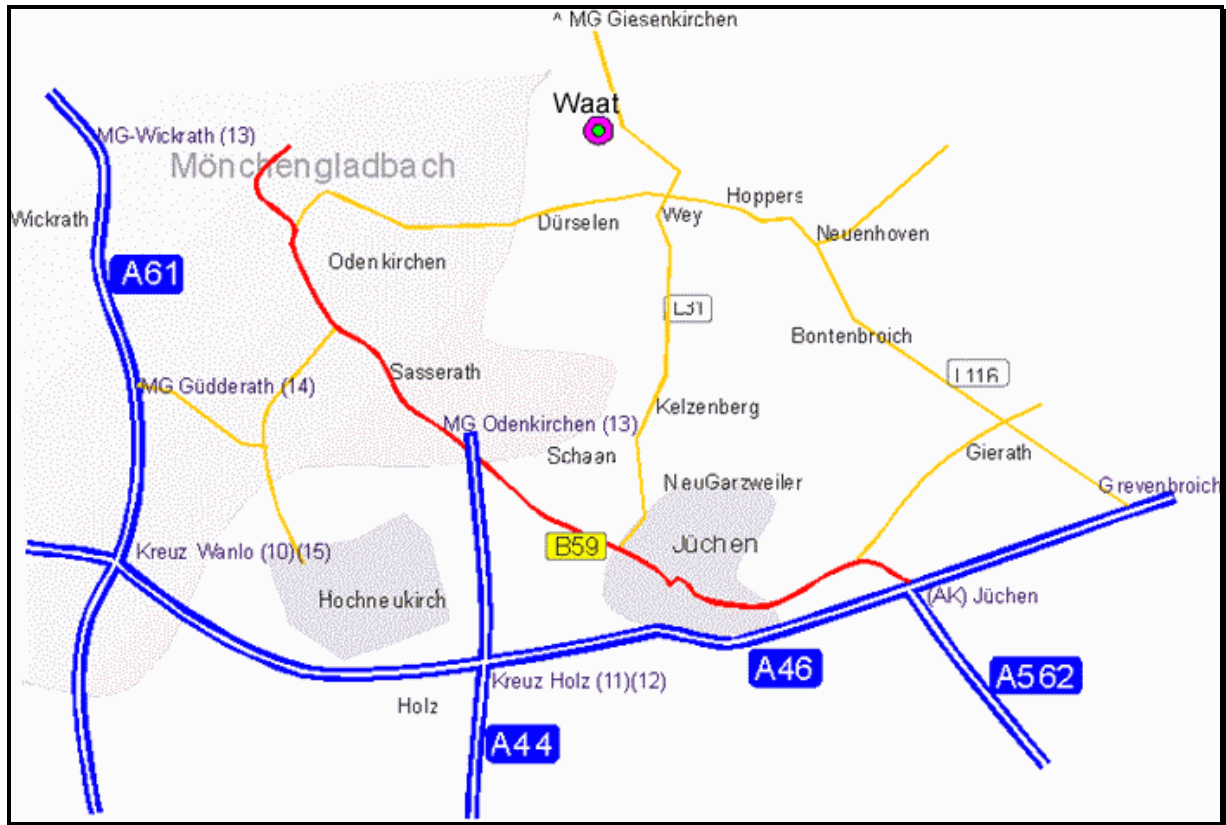 ^ MG Giesenkirchen
Waat
MG-Wickrath (13)
Mönchengladbach
Hoppers
Wickrath
Dürselen
Wey
Neuenhoven
Odenkirchen
A61
L31
Bontenbroich
Sasserath
L116
MG Güdderath (14)
Kelzenberg
MG Odenkirchen (13)
Schaan
Gierath
NeuGarzweiler
Grevenbroich
B59
Jüchen
Kreuz Wanlo (10)(15)
Hochneukirch
(AK) Jüchen
A46
A562
Kreuz Holz (11)(12)
Holz
A44